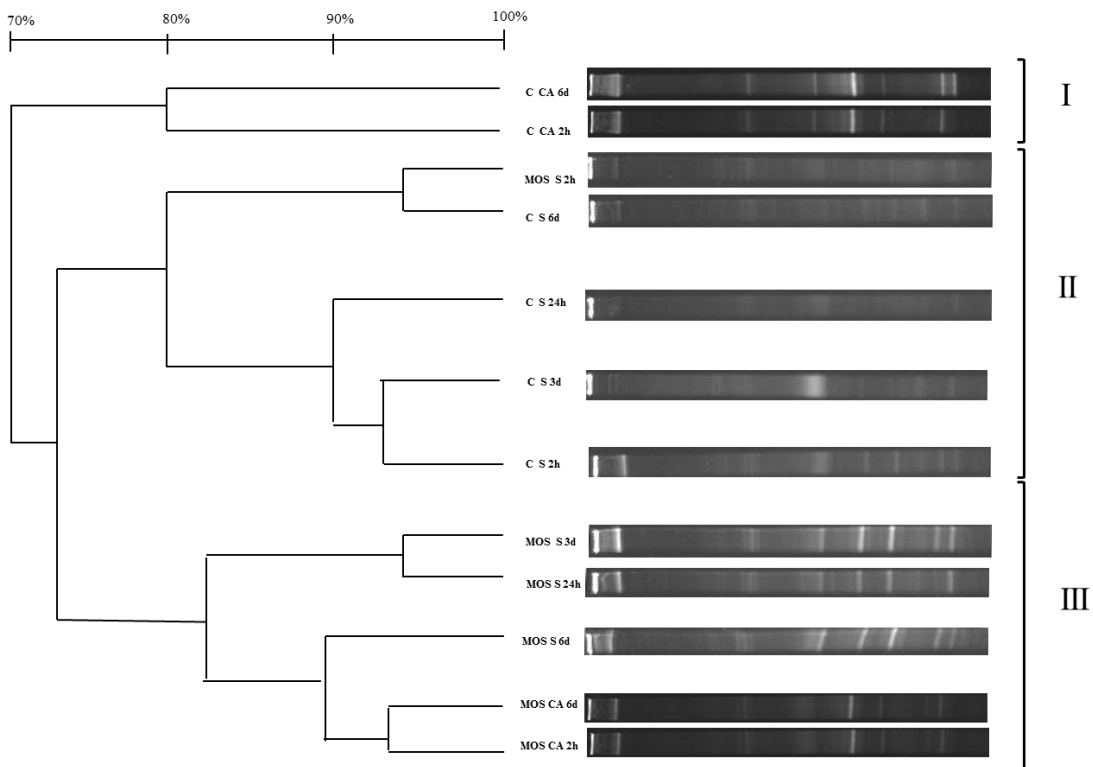 70% 80% 90% 100%
C CA 6d
I
C CA 2h
MOS S 2h
C S 6d
II
C S 24h
C S 3d
C S 2h
MOS S 3d
MOS S 24h
III
MOS S 6d
MOS CA 6d
MOS CA 2h